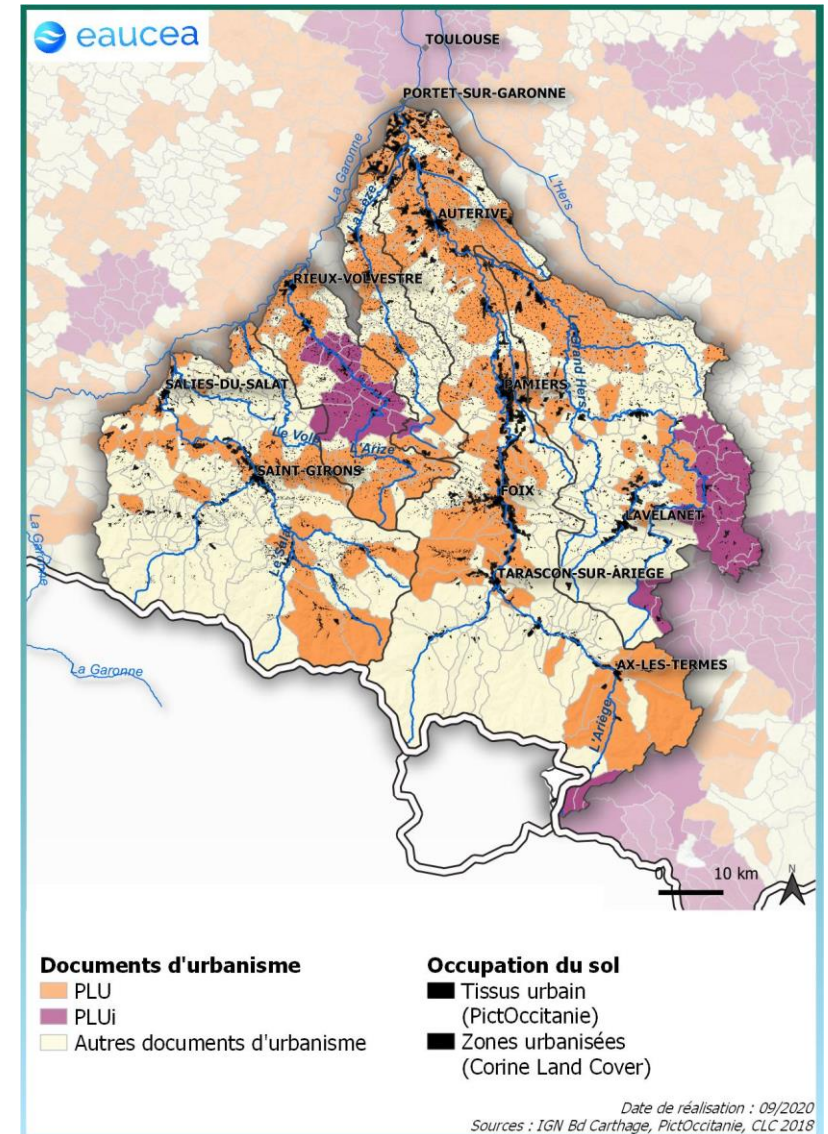 eaucea
TOULOUSE
PORTET-SUR-GARONNE
La Garonne
L'Hers
La Lèze
AUTERIVE
RIEUX-VOLVESTRE
Le Grand Hers
SALIES-DU-SALAT
PAMIERS
Le Volp
L'Arize
SAINT-GIRONS
FOIX
LAVELANET
La Garonne
Le Salat
TARASCON-SUR-ARIEGE
La Garonne
AX-LES-TERMES
L'Ariège
0 10 km
N
Documents d'urbanisme
PLU
PLUi
Autres documents d'urbanisme
Occupation du sol
Tissus urbain
(PictOccitanie)
Zones urbanisées
(Corine Land Cover)
Date de réalisation : 09/2020
Sources : IGN Bd Carthage, PictOccitanie, CLC 2018